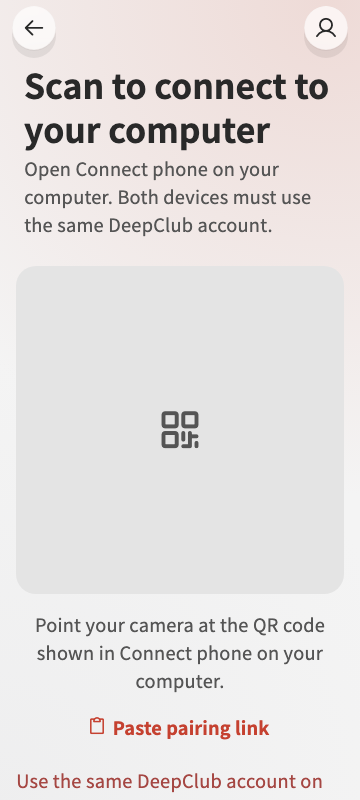 Scan to connect to
your computer
Open Connect phone on your
computer. Both devices must use
the same DeepClub account.
Point your camera at the QR code
shown in Connect phone on your
computer.
Paste pairing link
Use the same DeepClub account on